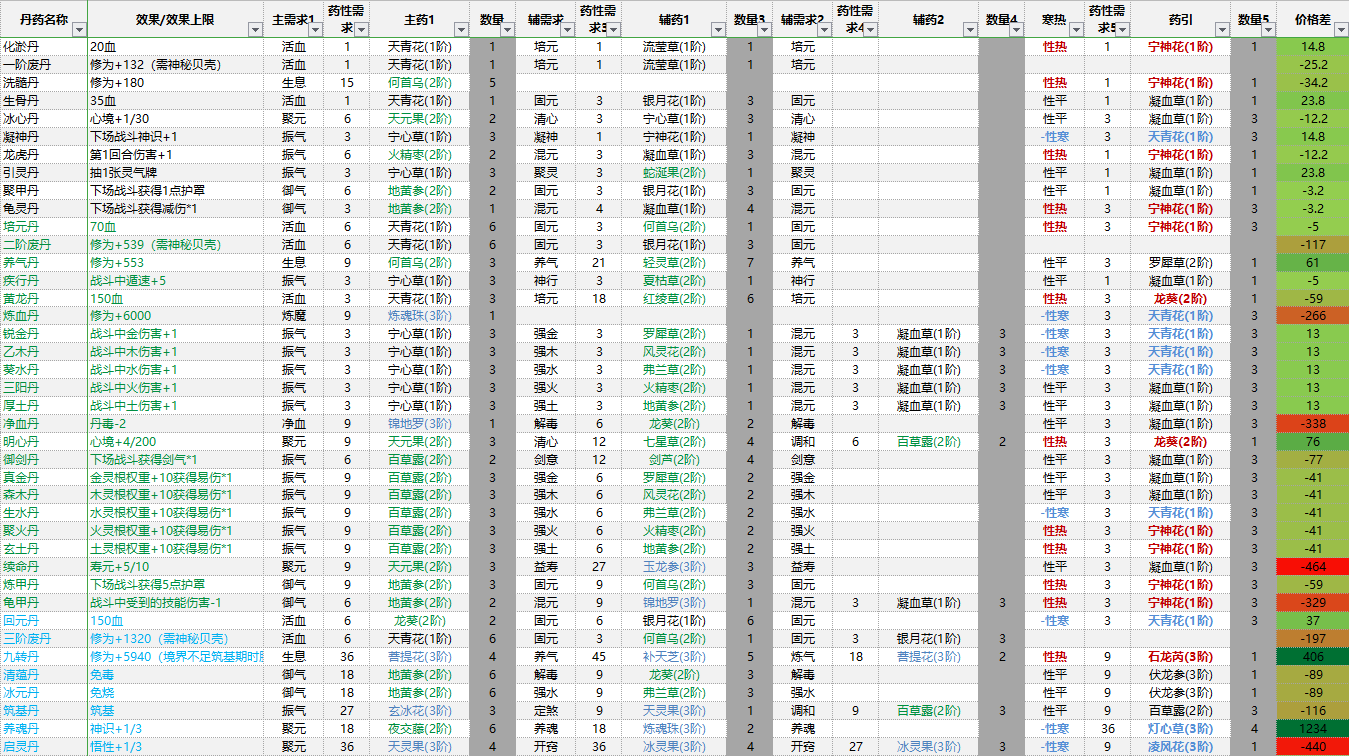 丹药名称 效果/效果上限 主需求1 药性需求 主药1 数量 辅需求 药性需求3 辅药1 数量3 辅需求2 药性需求4 辅药2 数量4 寒热 药性需求5 药引 数量5 价格差
化淤丹 20血 活血 1 天青花(1阶) 1 培元 1 流莹草(1阶) 1 培元 性热 1 宁神花(1阶) 1 14.8
一阶废丹 修为+132（需神秘贝壳） 活血 1 天青花(1阶) 1 培元 1 流莹草(1阶) 1 培元 -25.2
洗髓丹 修为+180 生息 15 何首乌(2阶) 5 性热 1 宁神花(1阶) 1 -34.2
生骨丹 35血 活血 1 天青花(1阶) 1 固元 3 银月花(1阶) 3 固元 性平 1 凝血草(1阶) 1 23.8
冰心丹 心境+1/30 聚元 6 天元果(2阶) 2 清心 3 宁心草(1阶) 3 清心 性平 3 凝血草(1阶) 3 -12.2
凝神丹 下场战斗神识+1 振气 3 宁心草(1阶) 3 凝神 1 宁神花(1阶) 1 凝神 -性寒 3 天青花(1阶) 3 14.8
龙虎丹 第1回合伤害+1 振气 6 火精枣(2阶) 2 混元 3 凝血草(1阶) 3 混元 性热 1 宁神花(1阶) 1 -12.2
引灵丹 抽1张灵气牌 振气 3 宁心草(1阶) 3 聚灵 3 蛇涎果(2阶) 1 聚灵 性平 1 凝血草(1阶) 1 23.8
聚甲丹 下场战斗获得1点护罩 御气 6 地黄参(2阶) 2 固元 3 银月花(1阶) 3 固元 性平 1 凝血草(1阶) 1 -3.2
龟灵丹 下场战斗获得减伤*1 御气 3 地黄参(2阶) 1 混元 4 凝血草(1阶) 4 混元 性热 3 宁神花(1阶) 3 -3.2
培元丹 70血 活血 6 天青花(1阶) 6 固元 3 何首乌(2阶) 1 固元 性热 3 宁神花(1阶) 3 -5
二阶废丹 修为+539（需神秘贝壳） 活血 6 天青花(1阶) 6 固元 3 银月花(1阶) 3 固元 -117
养气丹 修为+553 生息 9 何首乌(2阶) 3 养气 21 轻灵草(2阶) 7 养气 性平 3 罗犀草(2阶) 1 61
疾行丹 战斗中遁速+5 振气 3 宁心草(1阶) 3 神行 3 夏枯草(2阶) 1 神行 性平 1 凝血草(1阶) 3 -5
黄龙丹 150血 活血 3 天青花(1阶) 3 培元 18 红绫草(2阶) 6 培元 性热 3 龙葵(2阶) 1 -59
炼血丹 修为+6000 炼魔 9 炼魂珠(3阶) 1 -性寒 3 天青花(1阶) 3 -266
锐金丹 战斗中金伤害+1 振气 3 宁心草(1阶) 3 强金 3 罗犀草(2阶) 1 混元 3 凝血草(1阶) 3 -性寒 3 天青花(1阶) 3 13
乙木丹 战斗中木伤害+1 振气 3 宁心草(1阶) 3 强木 3 风灵花(2阶) 1 混元 3 凝血草(1阶) 3 -性寒 3 天青花(1阶) 3 13
葵水丹 战斗中水伤害+1 振气 3 宁心草(1阶) 3 强水 3 弗兰草(2阶) 1 混元 3 凝血草(1阶) 3 -性寒 3 天青花(1阶) 3 13
三阳丹 战斗中火伤害+1 振气 3 宁心草(1阶) 3 强火 3 火精枣(2阶) 1 混元 3 凝血草(1阶) 3 性平 3 凝血草(1阶) 3 13
厚土丹 战斗中土伤害+1 振气 3 宁心草(1阶) 3 强土 3 地黄参(2阶) 1 混元 3 凝血草(1阶) 3 性平 3 凝血草(1阶) 3 13
净血丹 丹毒-2 净血 9 锦地罗(3阶) 1 解毒 6 龙葵(2阶) 2 解毒 性平 3 凝血草(1阶) 3 -338
明心丹 心境+4/200 聚元 9 天元果(2阶) 3 清心 12 七星草(2阶) 4 调和 6 百草露(2阶) 2 性热 3 龙葵(2阶) 1 76
御剑丹 下场战斗获得剑气*1 振气 6 百草露(2阶) 2 剑意 12 剑芦(2阶) 4 剑意 性平 3 凝血草(1阶) 3 -77
真金丹 金灵根权重+10获得易伤*1 振气 9 百草露(2阶) 3 强金 6 罗犀草(2阶) 2 强金 性平 3 凝血草(1阶) 3 -41
森木丹 木灵根权重+10获得易伤*1 振气 9 百草露(2阶) 3 强木 6 风灵花(2阶) 2 强木 性平 3 凝血草(1阶) 3 -41
生水丹 水灵根权重+10获得易伤*1 振气 9 百草露(2阶) 3 强水 6 弗兰草(2阶) 2 强水 -性寒 3 天青花(1阶) 3 -41
聚火丹 火灵根权重+10获得易伤*1 振气 9 百草露(2阶) 3 强火 6 火精枣(2阶) 2 强火 性热 3 宁神花(1阶) 3 -41
玄土丹 土灵根权重+10获得易伤*1 振气 9 百草露(2阶) 3 强土 6 地黄参(2阶) 2 强土 性热 3 宁神花(1阶) 3 -41
续命丹 寿元+5/10 聚元 9 天元果(2阶) 3 益寿 27 玉龙参(3阶) 3 益寿 性平 3 凝血草(1阶) 3 -464
炼甲丹 下场战斗获得5点护罩 御气 9 地黄参(2阶) 3 固元 9 何首乌(2阶) 3 固元 性热 3 宁神花(1阶) 3 -59
龟甲丹 战斗中受到的技能伤害-1 御气 6 地黄参(2阶) 2 混元 9 锦地罗(3阶) 1 混元 3 凝血草(1阶) 3 性热 3 宁神花(1阶) 3 -329
回元丹 150血 活血 6 龙葵(2阶) 2 固元 6 银月花(1阶) 6 固元 -性寒 3 天青花(1阶) 3 37
三阶废丹 修为+1320（需神秘贝壳） 活血 6 天青花(1阶) 6 固元 3 何首乌(2阶) 1 固元 3 银月花(1阶) 3 -197
九转丹 修为+5940（境界不足筑基期时 生息 36 菩提花(3阶) 4 养气 45 补天芝(3阶) 5 炼气 18 菩提花(3阶) 2 性热 9 石龙芮(3阶) 1 406
清蕴丹 免毒 御气 18 地黄参(2阶) 6 解毒 9 龙葵(2阶) 3 解毒 性平 9 伏龙参(3阶) 1 -89
冰元丹 免烧 御气 18 地黄参(2阶) 6 强水 9 弗兰草(2阶) 3 强水 性平 9 伏龙参(3阶) 1 -89
筑基丹 筑基 振气 27 玄冰花(3阶) 3 定煞 9 天灵果(3阶) 1 调和 9 百草露(2阶) 3 性平 9 百草露(2阶) 3 -116
养魂丹 神识+1/3 聚元 18 夜交藤(2阶) 6 养魂 18 炼魂珠(3阶) 2 养魂 -性寒 36 灯心草(3阶) 4 1234
启灵丹 悟性+1/3 聚元 36 天灵果(3阶) 4 开窍 36 冰灵果(3阶) 4 开窍 27 冰灵果(3阶) 3 -性寒 9 凌风花(3阶) 1 -440